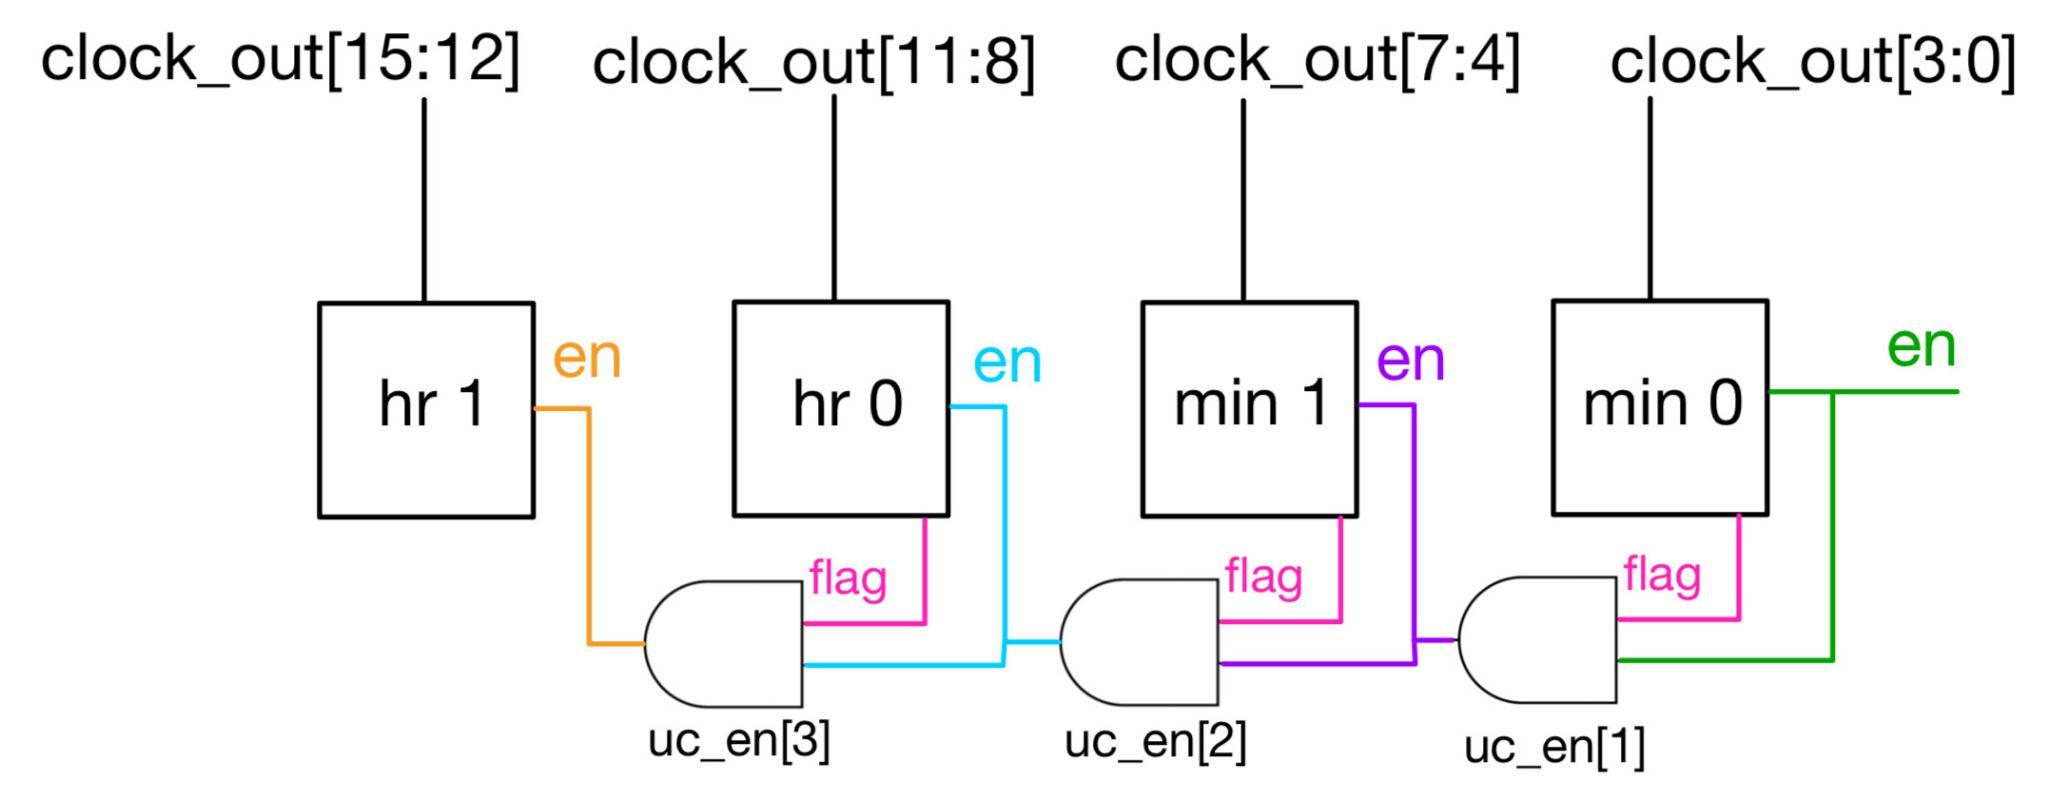 clock_out[15:12] clock_out[11:8] clock_out[7:4] clock_out[3:0]
en en en en
hr 1 hr 0 min 1 min 0
flag flag flag
uc_en[3] uc_en[2] uc_en[1]